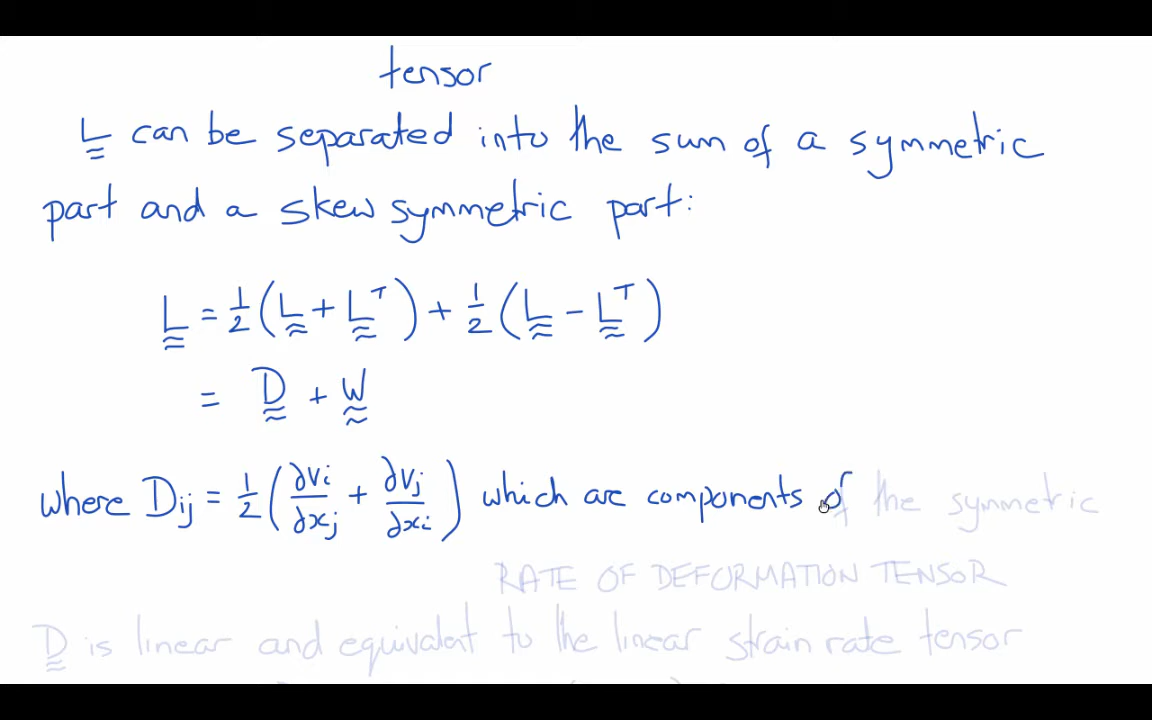 tensor
L can be separated into the sum of a symmetric
part and a skew symmetric part:
L = 1/2 (L + L^T) + 1/2 (L - L^T)
= D + W
where Dij = 1/2 (∂vi/∂xj + ∂vj/∂xi) which are components of the symmetric
RATE OF DEFORMATION TENSOR
D is linear and equivalent to the linear strain rate tensor